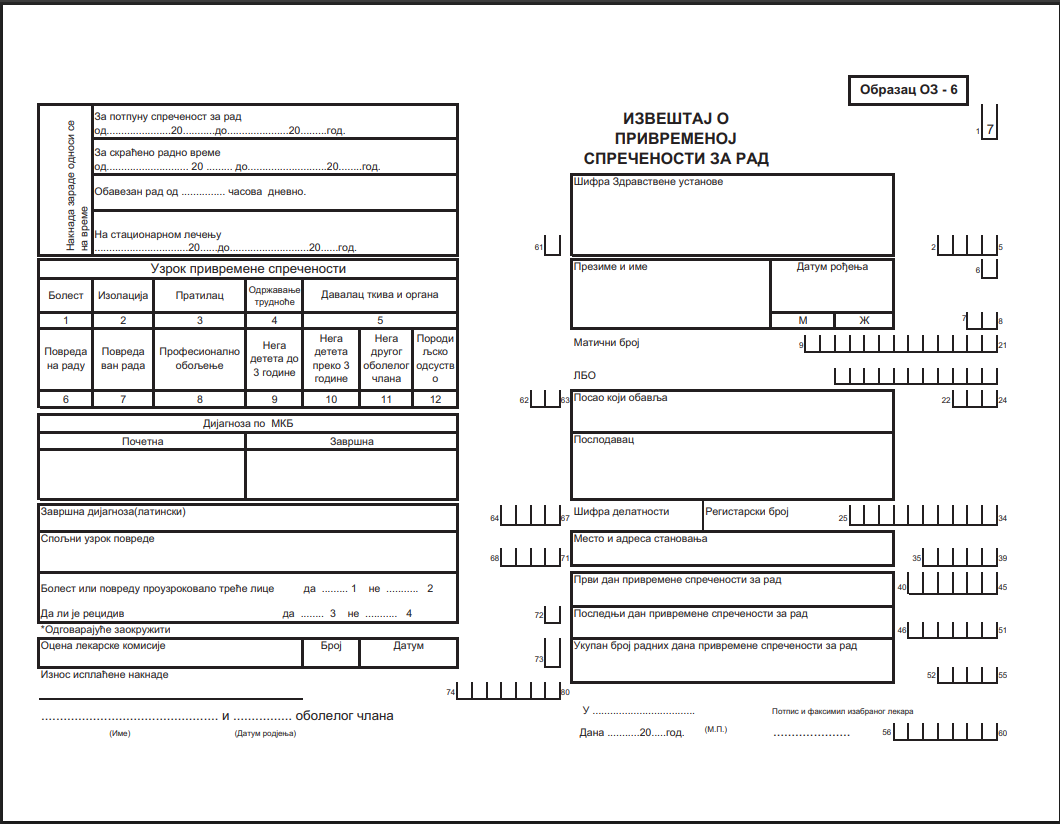 Образац ОЗ - 6
ИЗВЕШТАЈ О
ПРИВРЕМЕНОЈ
СПРЕЧЕНОСТИ ЗА РАД
1 7
Накнада зараде односи се
на време
За потпуну спреченост за рад
од......................20...........до.....................20.........год.
За скраћено радно време
од............................ 20 ......... до...........................20........год.
Обавезан рад од ............... часова дневно.
На стационарном лечењу
................................20......до...........................20......год.
61
Узрок привремене спречености
Болест Изолација Пратилац Одржавање трудноће Давалац ткива и органа
1 2 3 4 5
Повреда на раду Повреда ван рада Професионално обољење Нега детета до 3 године Нега детета преко 3 године Нега другог оболелог члана Породи љско одсуств о
6 7 8 9 10 11 12
62 63
Дијагноза по МКБ
Почетна Завршна
Завршна дијагноза(латински)
64 67
Спољни узрок повреде
68 71
Болест или повреду проузроковало треће лице да ......... 1 не ........... 2
Да ли је рецидив да ........ 3 не ........... 4
72
*Одговарајуће заокружити
Оцена лекарске комисије Број Датум
73
Износ исплаћене накнаде
74 80
............................................... и ................ оболелог члана
(Име) (Датум родјења)
Шифра Здравствене установе
2 5
Презиме и име Датум рођења
6
М Ж
7 8
Матични број
9 21
ЛБО
Посао који обавља
22 24
Послодавац
Шифра делатности Регистарски број
25 34
Место и адреса становања
35 39
Први дан привремене спречености за рад
40 45
Последњи дан привремене спречености за рад
46 51
Укупан број радних дана привремене спречености за рад
52 55
У ...................................
Потпис и факсимил изабраног лекара
Дана ...........20.....год. (М.П.) .....................
56 60